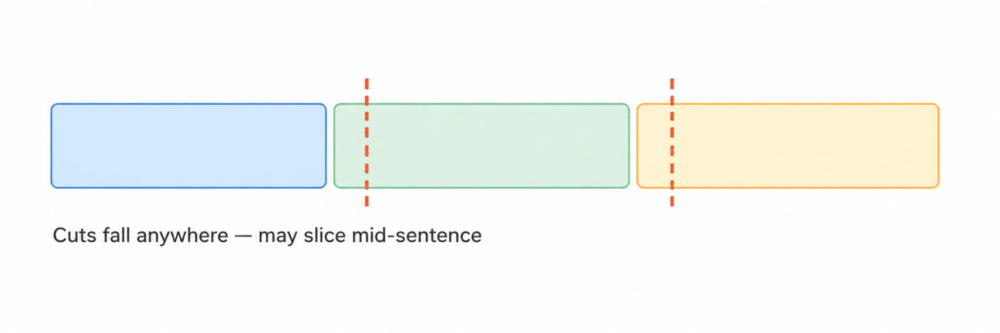 Cuts fall anywhere — may slice mid-sentence